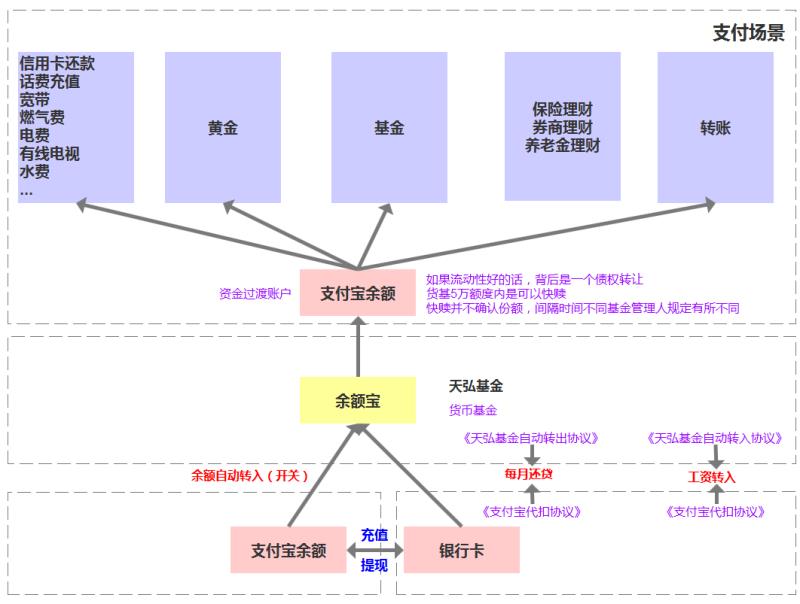 支付场景
信用卡还款
话费充值
宽带
燃气费
电费
有线电视
水费
...
黄金
基金
保险理财
券商理财
养老金理财
转账
资金过渡账户
支付宝余额
如果流动性好的话，背后是一个债权转让
货基5万额度内是可以快赎
快赎并不确认份额，间隔时间不同基金管理人规定有所不同
余额宝
天弘基金
货币基金
《天弘基金自动转出协议》
《天弘基金自动转入协议》
余额自动转入（开关）
每月还贷
工资转入
《支付宝代扣协议》
《支付宝代扣协议》
支付宝余额
充值
提现
银行卡